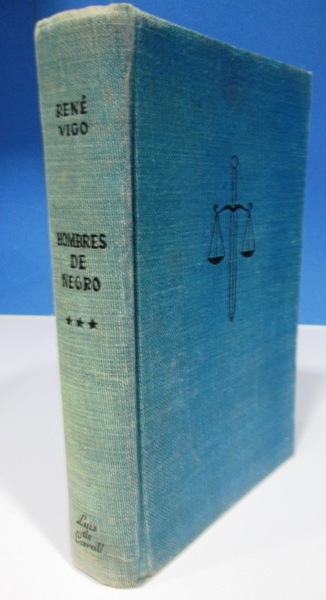 RENÉ
VIGO
HOMBRES
DE
NEGRO
★★★
Luis
de
Caralt